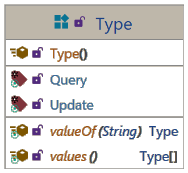 Type
Type()
Query
Update
valueOf(String) Type
values() Type[]